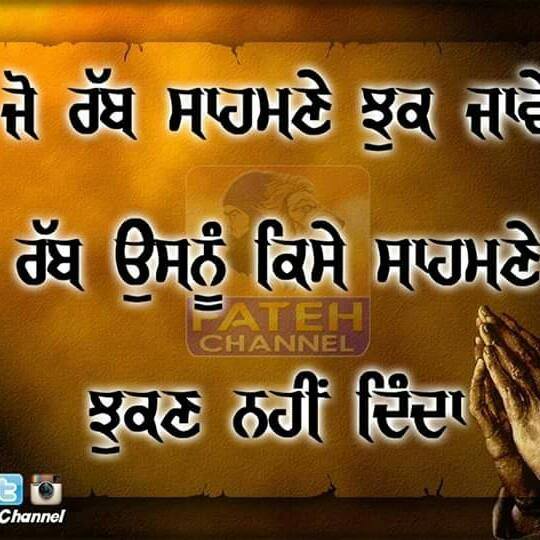 ਜੋ ਰੱਬ ਸਾਹਮਣੇ ਝੁਕ ਜਾਵੇ
ਰੱਬ ਉਸਨੂੰ ਕਿਸੇ ਸਾਹਮਣੇ
FATEH
CHANNEL
ਝੁਕਣ ਨਹੀਂ ਦਿੰਦਾ
Channel